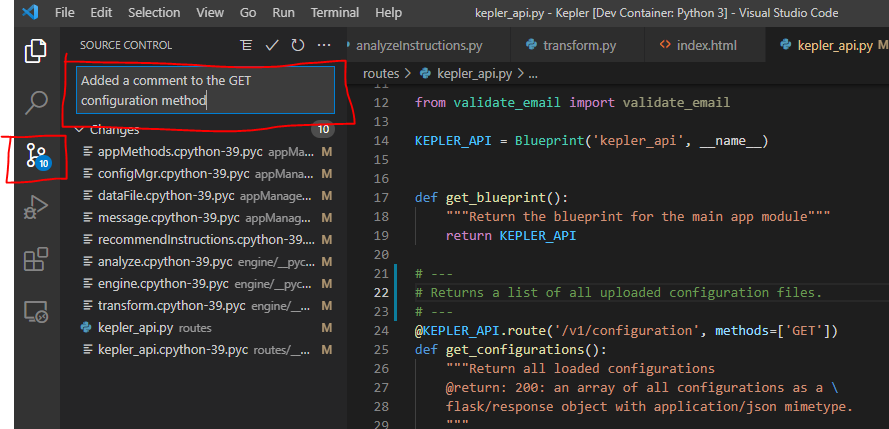 File Edit Selection View Go Run Terminal Help kepler_api.py - Kepler [Dev Container: Python 3] - Visual Studio Code
SOURCE CONTROL
Added a comment to the GET
configuration method
Changes 10
appMethods.cpython-39.pyc appMa... M
configMgr.cpython-39.pyc appMana... M
dataFile.cpython-39.pyc appManage... M
message.cpython-39.pyc appManag... M
recommendInstructions.cpython-39.... M
analyze.cpython-39.pyc engine/__pyc... M
engine.cpython-39.pyc engine/__pyc... M
transform.cpython-39.pyc engine/__... M
kepler_api.py routes M
kepler_api.cpython-39.pyc routes/__... M
10
analyzeInstructions.py transform.py index.html kepler_api.py M
routes > kepler_api.py > ...
12 from validate_email import validate_email
13
14 KEPLER_API = Blueprint('kepler_api', __name__)
15
16
17 def get_blueprint():
18 """Return the blueprint for the main app module"""
19 return KEPLER_API
20
21 # ---
22 # Returns a list of all uploaded configuration files.
23 # ---
24 @KEPLER_API.route('/v1/configuration', methods=['GET'])
25 def get_configurations():
26 """Return all loaded configurations
27 @return: 200: an array of all configurations as a \
28 flask/response object with application/json mimetype.
29 """